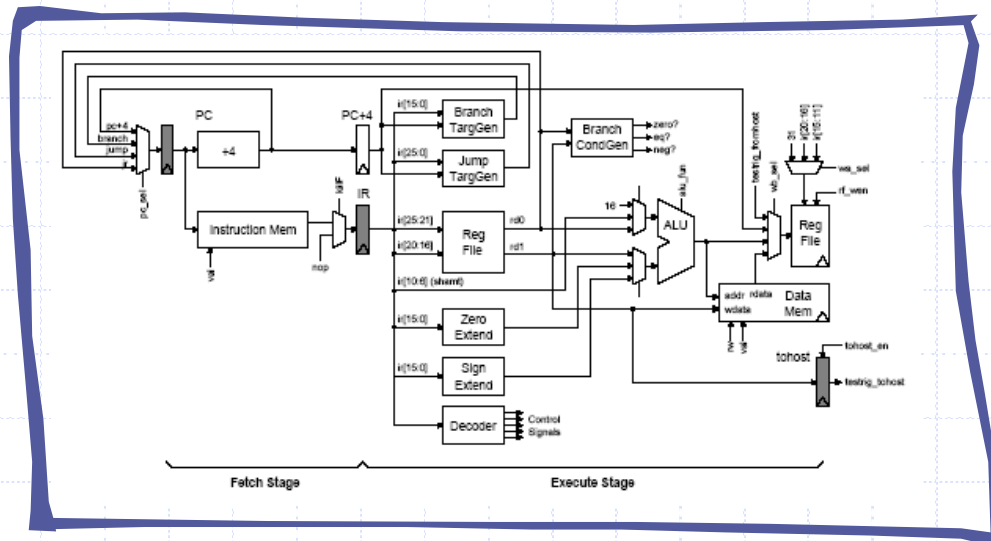 PC
PC+4
pc+4
branch
jump
jr
pc_sel
+4
Instruction Mem
val
nop
IR
ir[15:0]
Branch
TargGen
ir[25:0]
Jump
TargGen
ir[25:21]
ir[20:16]
Reg
File
rd0
rd1
ir[10:6] (shamt)
ir[15:0]
Zero
Extend
ir[15:0]
Sign
Extend
Decoder
Control
Signals
Branch
CondGen
zero?
eq?
neg?
16
alu_fun
ALU
wb_sel
31
ir[20:16]
ir[15:11]
wa_sel
rf_wen
Reg
File
addr
rdata
wdata
Data
Mem
rw
val
tohost
tohost_en
testrig_tohost
Fetch Stage
Execute Stage